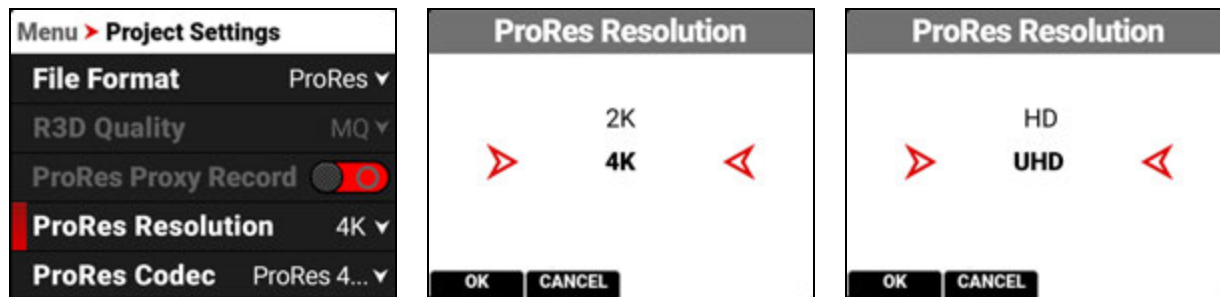 Menu ➤ Project Settings
File Format ProRes
R3D Quality MQ
ProRes Proxy Record
ProRes Resolution 4K
ProRes Codec ProRes 4...
ProRes Resolution
2K
4K
OK CANCEL
ProRes Resolution
HD
UHD
OK CANCEL